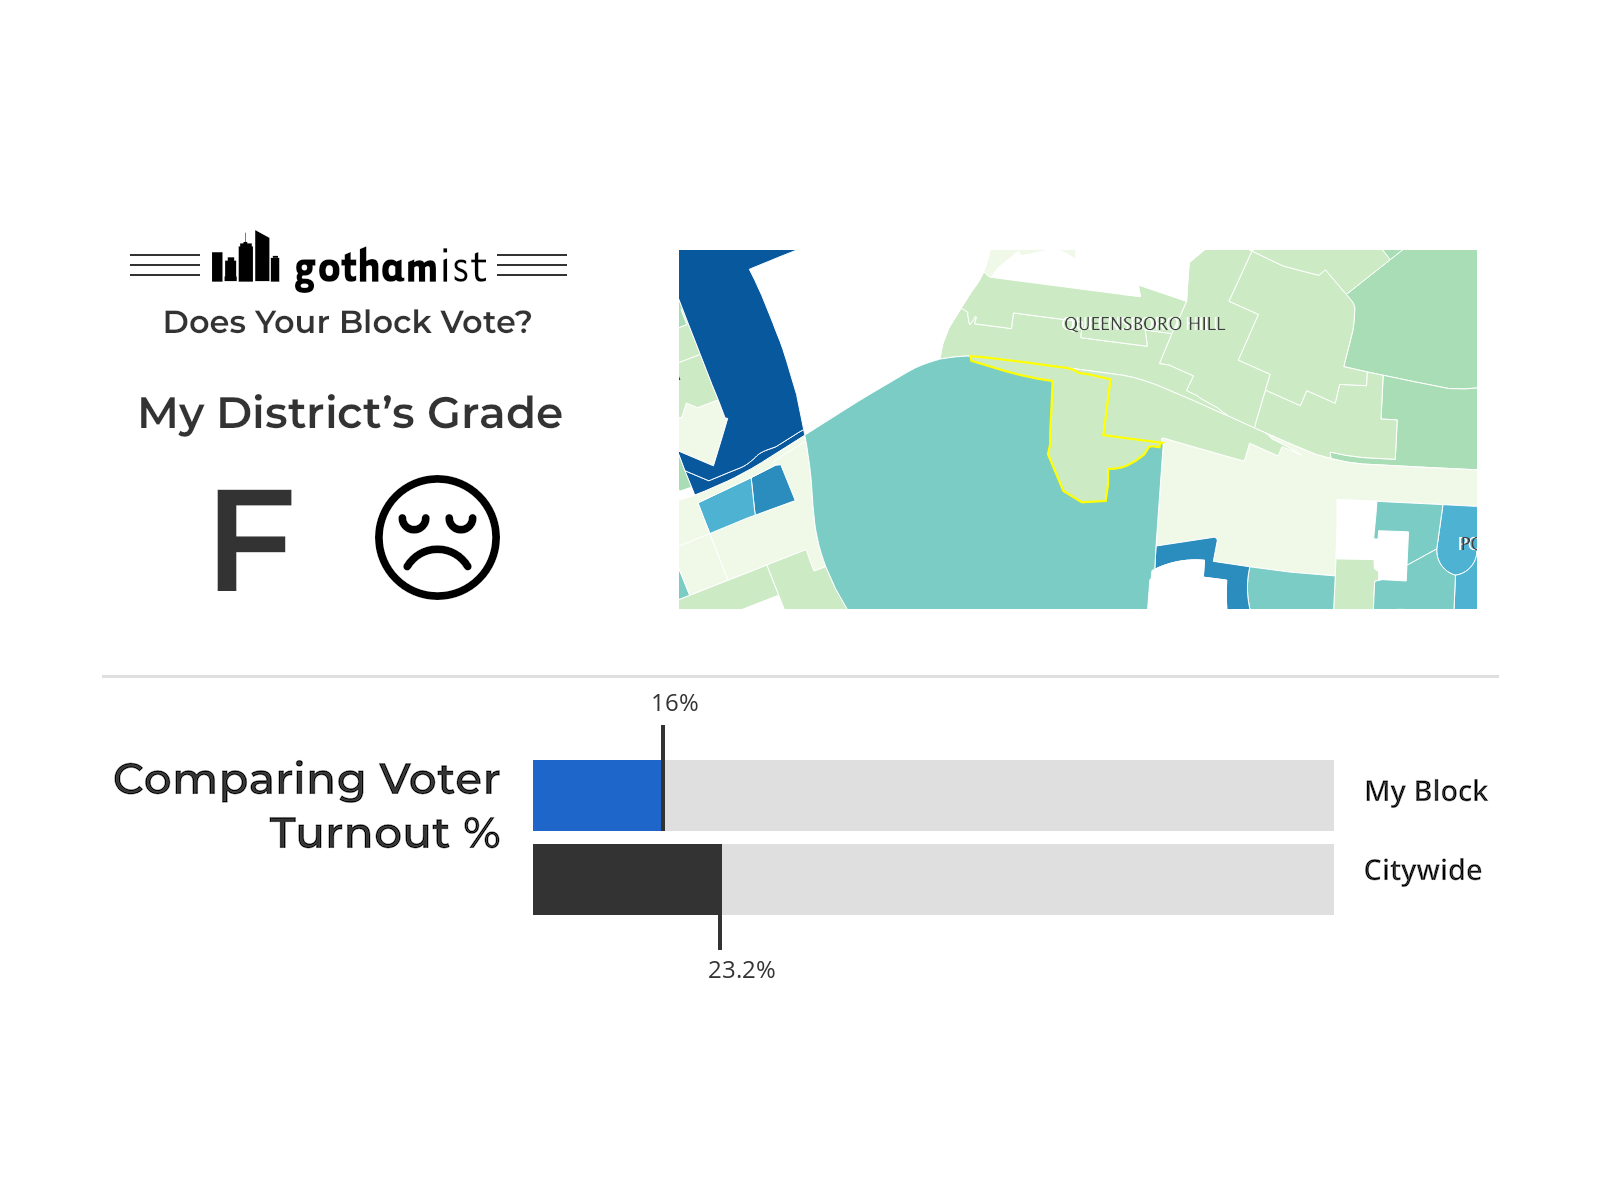 gothamist
Does Your Block Vote?
My District’s Grade
F
QUEENSBORO HILL
16%
Comparing Voter
Turnout %
My Block
Citywide
23.2%